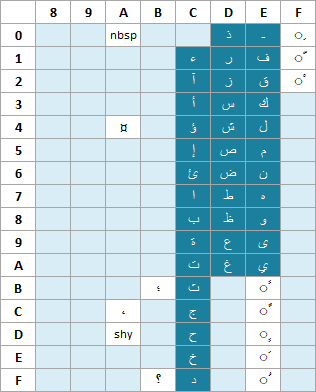 8 9 A B C D E F
0 nbsp ذ ـ ◌ِ
1 ء ر ف ◌ّ
2 آ ز ق ◌ْ
3 أ س ك
4 ¤ ؤ ش ل
5 إ ص م
6 ئ ض ن
7 ا ط ه
8 ب ظ و
9 ة ع ى
A ت غ ي
B ؛ ث ◌ً
C ، ج ◌ٌ
D shy ح ◌ٍ
E خ ◌َ
F ؟ د ◌ُ